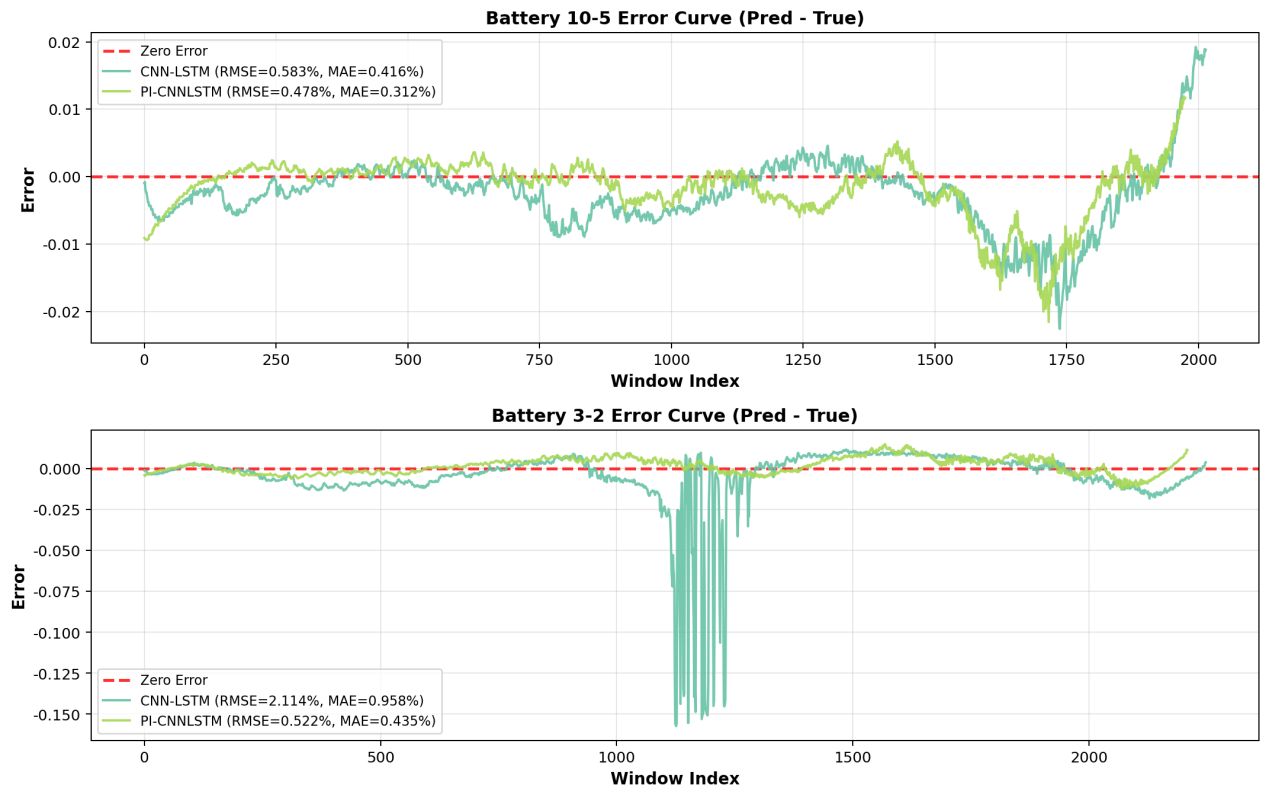 Battery 10-5 Error Curve (Pred - True)
0.02
0.01
0.00
-0.01
-0.02
Error
Zero Error
CNN-LSTM (RMSE=0.583%, MAE=0.416%)
PI-CNNLSTM (RMSE=0.478%, MAE=0.312%)
0 250 500 750 1000 1250 1500 1750 2000
Window Index
Battery 3-2 Error Curve (Pred - True)
0.000
-0.025
-0.050
-0.075
-0.100
-0.125
-0.150
Error
Zero Error
CNN-LSTM (RMSE=2.114%, MAE=0.958%)
PI-CNNLSTM (RMSE=0.522%, MAE=0.435%)
0 500 1000 1500 2000
Window Index